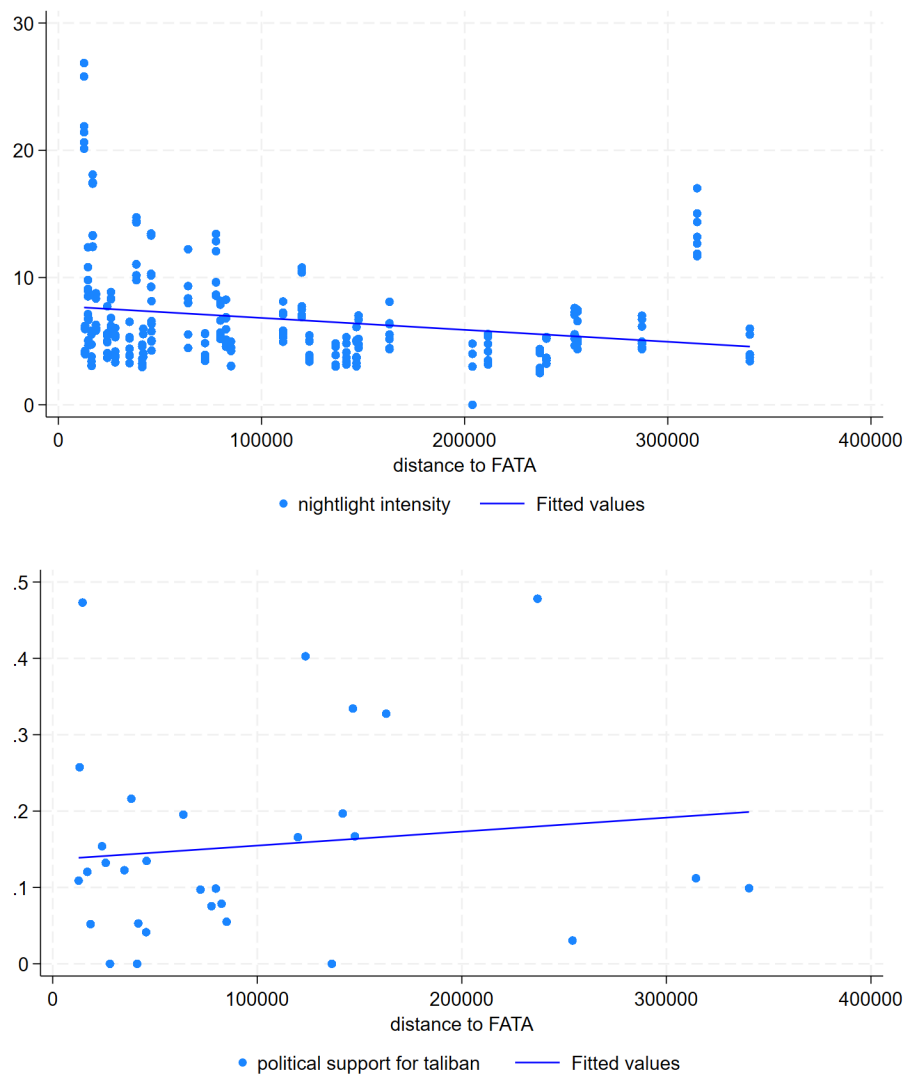 30
20
10
0
0 100000 200000 300000 400000
distance to FATA
nightlight intensity Fitted values
.5
.4
.3
.2
.1
0
0 100000 200000 300000 400000
distance to FATA
political support for taliban Fitted values